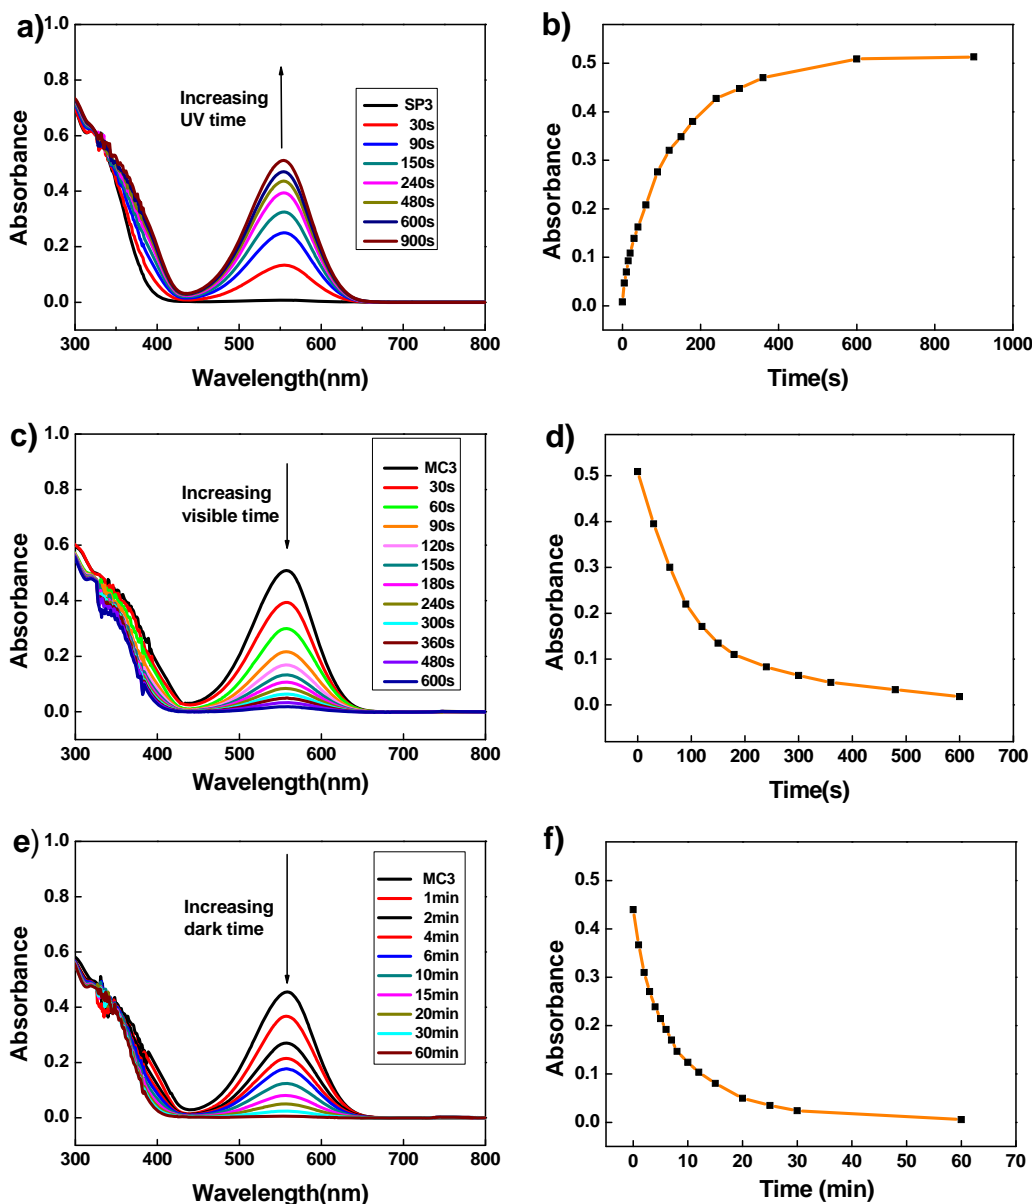 a)
1.0
0.8
0.6
0.4
0.2
0.0
Absorbance
300 400 500 600 700 800
Wavelength(nm)
Increasing
UV time
SP3
30s
90s
150s
240s
480s
600s
900s
b)
0.5
0.4
0.3
0.2
0.1
0.0
Absorbance
0 200 400 600 800 1000
Time(s)
c)
1.0
0.8
0.6
0.4
0.2
0.0
Absorbance
300 400 500 600 700 800
Wavelength(nm)
Increasing
visible time
MC3
30s
60s
90s
120s
150s
180s
240s
300s
360s
480s
600s
d)
0.5
0.4
0.3
0.2
0.1
0.0
Absorbance
0 100 200 300 400 500 600 700
Time(s)
e)
1.0
0.8
0.6
0.4
0.2
0.0
Absorbance
300 400 500 600 700 800
Wavelength(nm)
Increasing
dark time
MC3
1min
2min
4min
6min
10min
15min
20min
30min
60min
f)
0.5
0.4
0.3
0.2
0.1
0.0
Absorbance
0 10 20 30 40 50 60 70
Time (min)